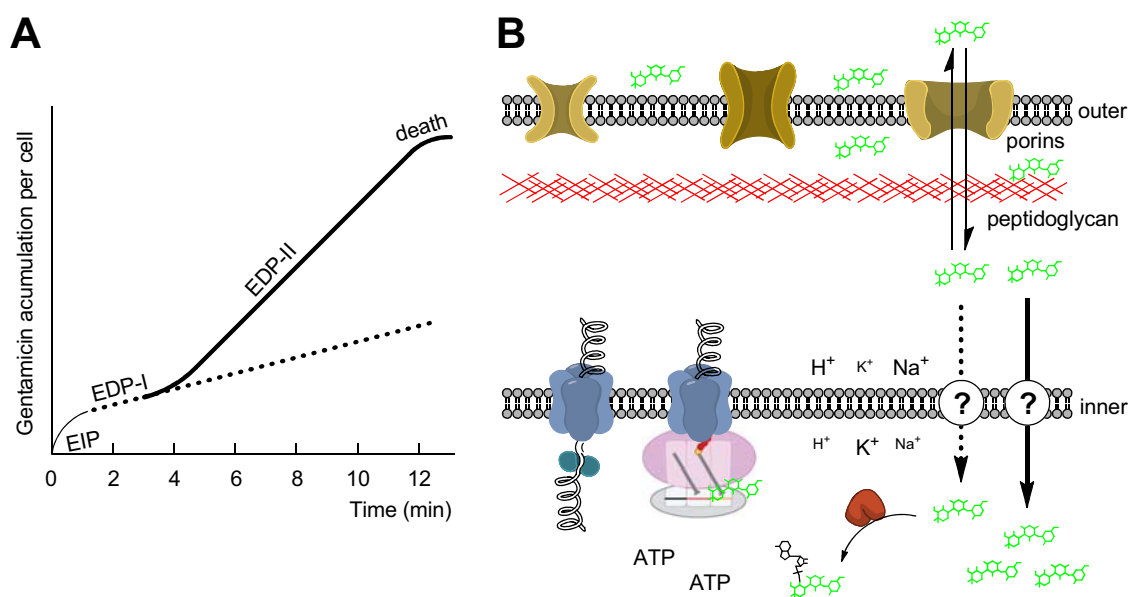 A
B
Gentamicin acumulation per cell
EIP
EDP-I
EDP-II
death
0 2 4 6 8 10 12
Time (min)
outer
porins
peptidoglycan
H⁺ K⁺ Na⁺
? ?
inner
H⁺ K⁺ Na⁺
ATP
ATP